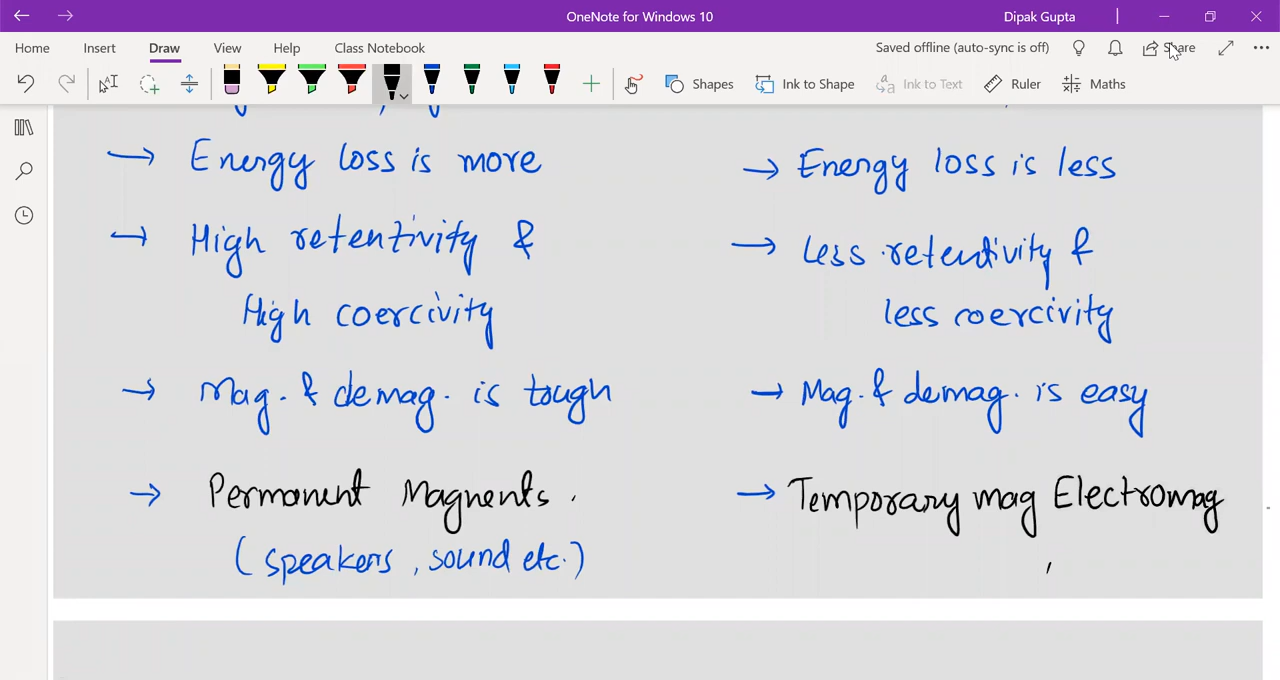 OneNote for Windows 10
Dipak Gupta
Home Insert Draw View Help Class Notebook
Saved offline (auto-sync is off) Share
Shapes Ink to Shape Ink to Text Ruler Maths
→ Energy loss is more
→ High retentivity &
High coercivity
→ Mag. & demag. is tough
→ Permanent Magnents.
(speakers, sound etc.)
→ Energy loss is less
→ Less retentivity &
less coercivity
→ Mag. & demag. is easy
→ Temporary mag Electromag
,